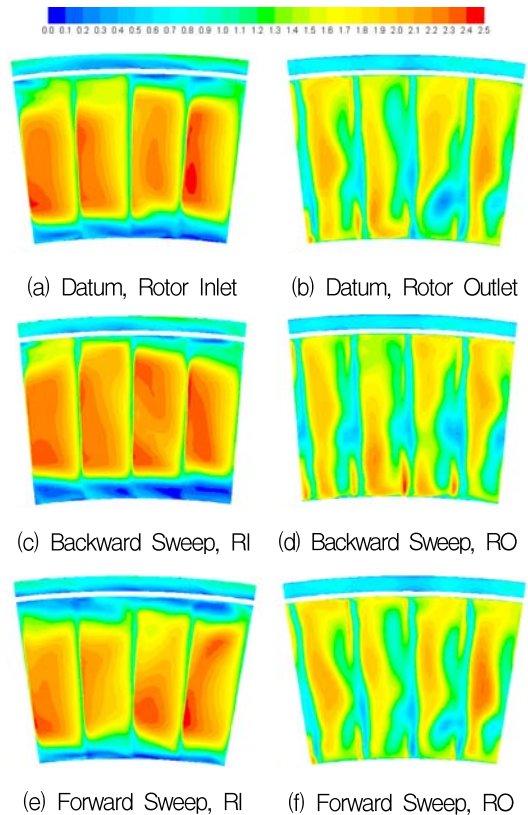 0.0 0.1 0.2 0.3 0.4 0.5 0.6 0.7 0.8 0.9 1.0 1.1 1.2 1.3 1.4 1.5 1.6 1.7 1.8 1.9 2.0 2.1 2.2 2.3 2.4 2.5
(a) Datum, Rotor Inlet
(b) Datum, Rotor Outlet
(c) Backward Sweep, RI
(d) Backward Sweep, RO
(e) Forward Sweep, RI
(f) Forward Sweep, RO